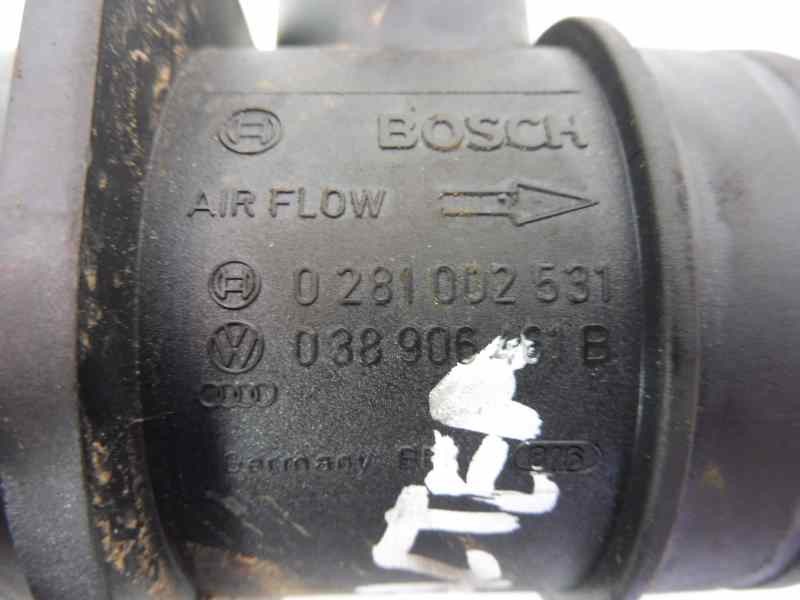 BOSCH
AIR FLOW
0 281 002 531
038 906 B
Germany